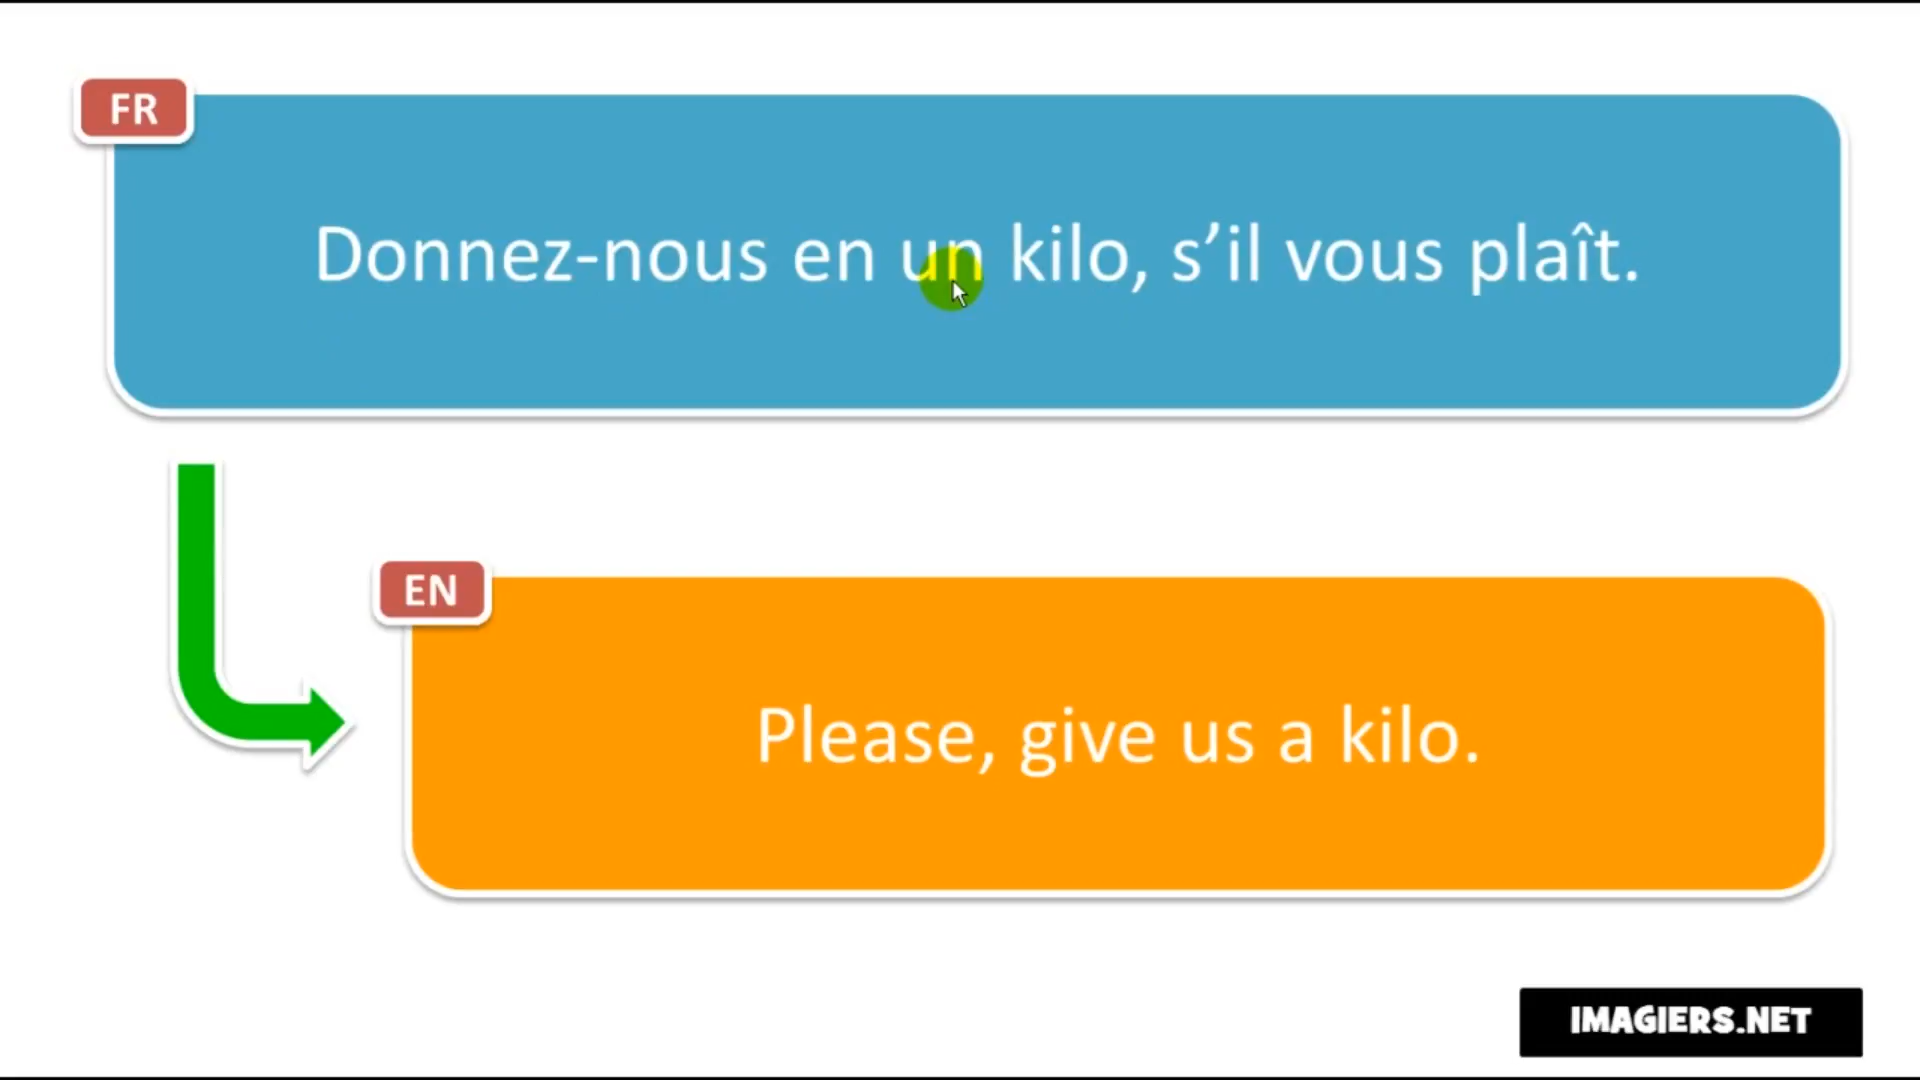 FR
Donnez-nous en un kilo, s’il vous plaît.
EN
Please, give us a kilo.
IMAGIERS.NET